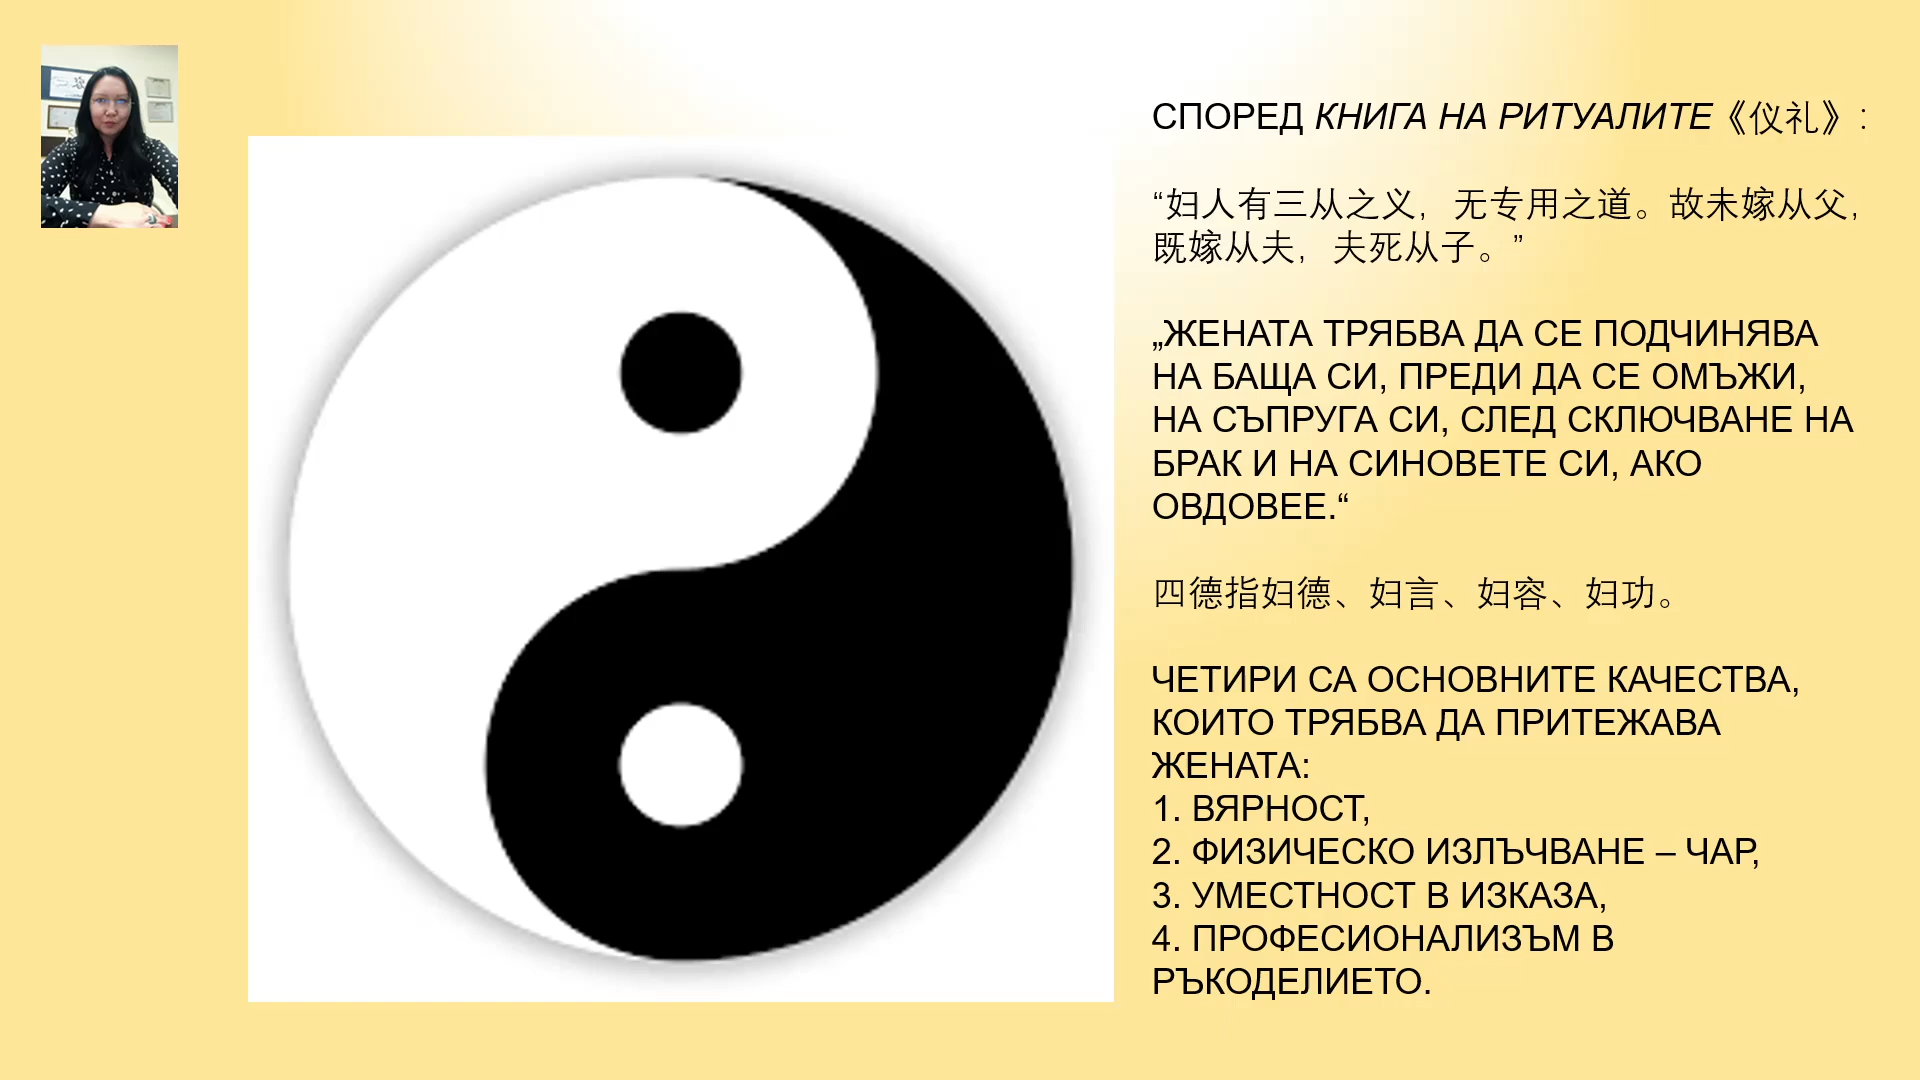 СПОРЕД КНИГА НА РИТУАЛИТЕ《仪礼》:
“妇人有三从之义，无专用之道。故未嫁从父，
既嫁从夫，夫死从子。”
„ЖЕНАТА ТРЯБВА ДА СЕ ПОДЧИНЯВА
НА БАЩА СИ, ПРЕДИ ДА СЕ ОМЪЖИ,
НА СЪПРУГА СИ, СЛЕД СКЛЮЧВАНЕ НА
БРАК И НА СИНОВЕТЕ СИ, АКО
ОВДОВЕЕ.“
四德指妇德、妇言、妇容、妇功。
ЧЕТИРИ СА ОСНОВНИТЕ КАЧЕСТВА,
КОИТО ТРЯБВА ДА ПРИТЕЖАВА
ЖЕНАТА:
1. ВЯРНОСТ,
2. ФИЗИЧЕСКО ИЗЛЪЧВАНЕ – ЧАР,
3. УМЕСТНОСТ В ИЗКАЗА,
4. ПРОФЕСИОНАЛИЗЪМ В
РЪКОДЕЛИЕТО.